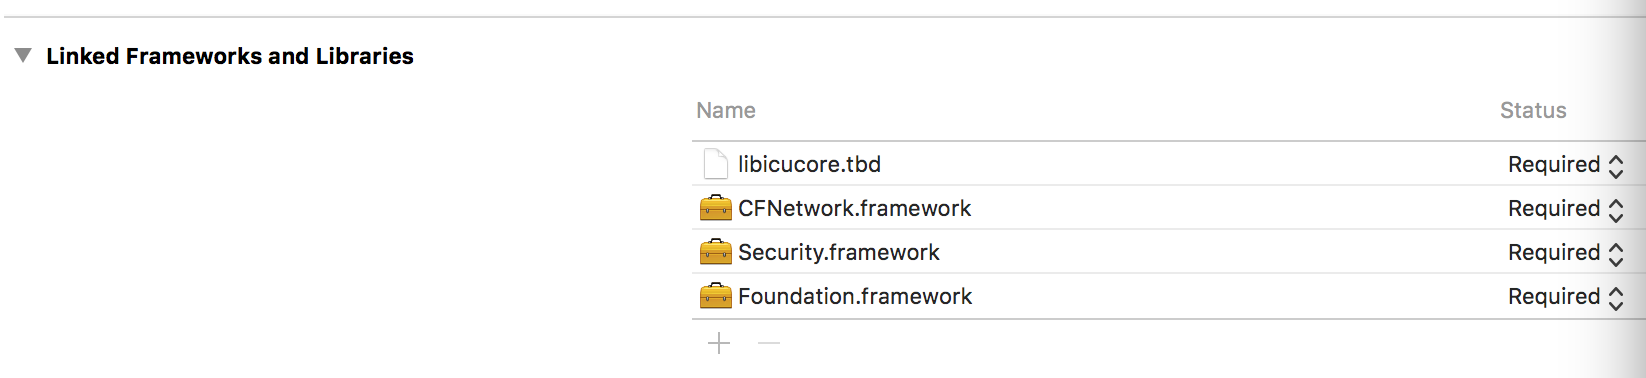 Linked Frameworks and Libraries
Name Status
libicucore.tbd Required
CFNetwork.framework Required
Security.framework Required
Foundation.framework Required